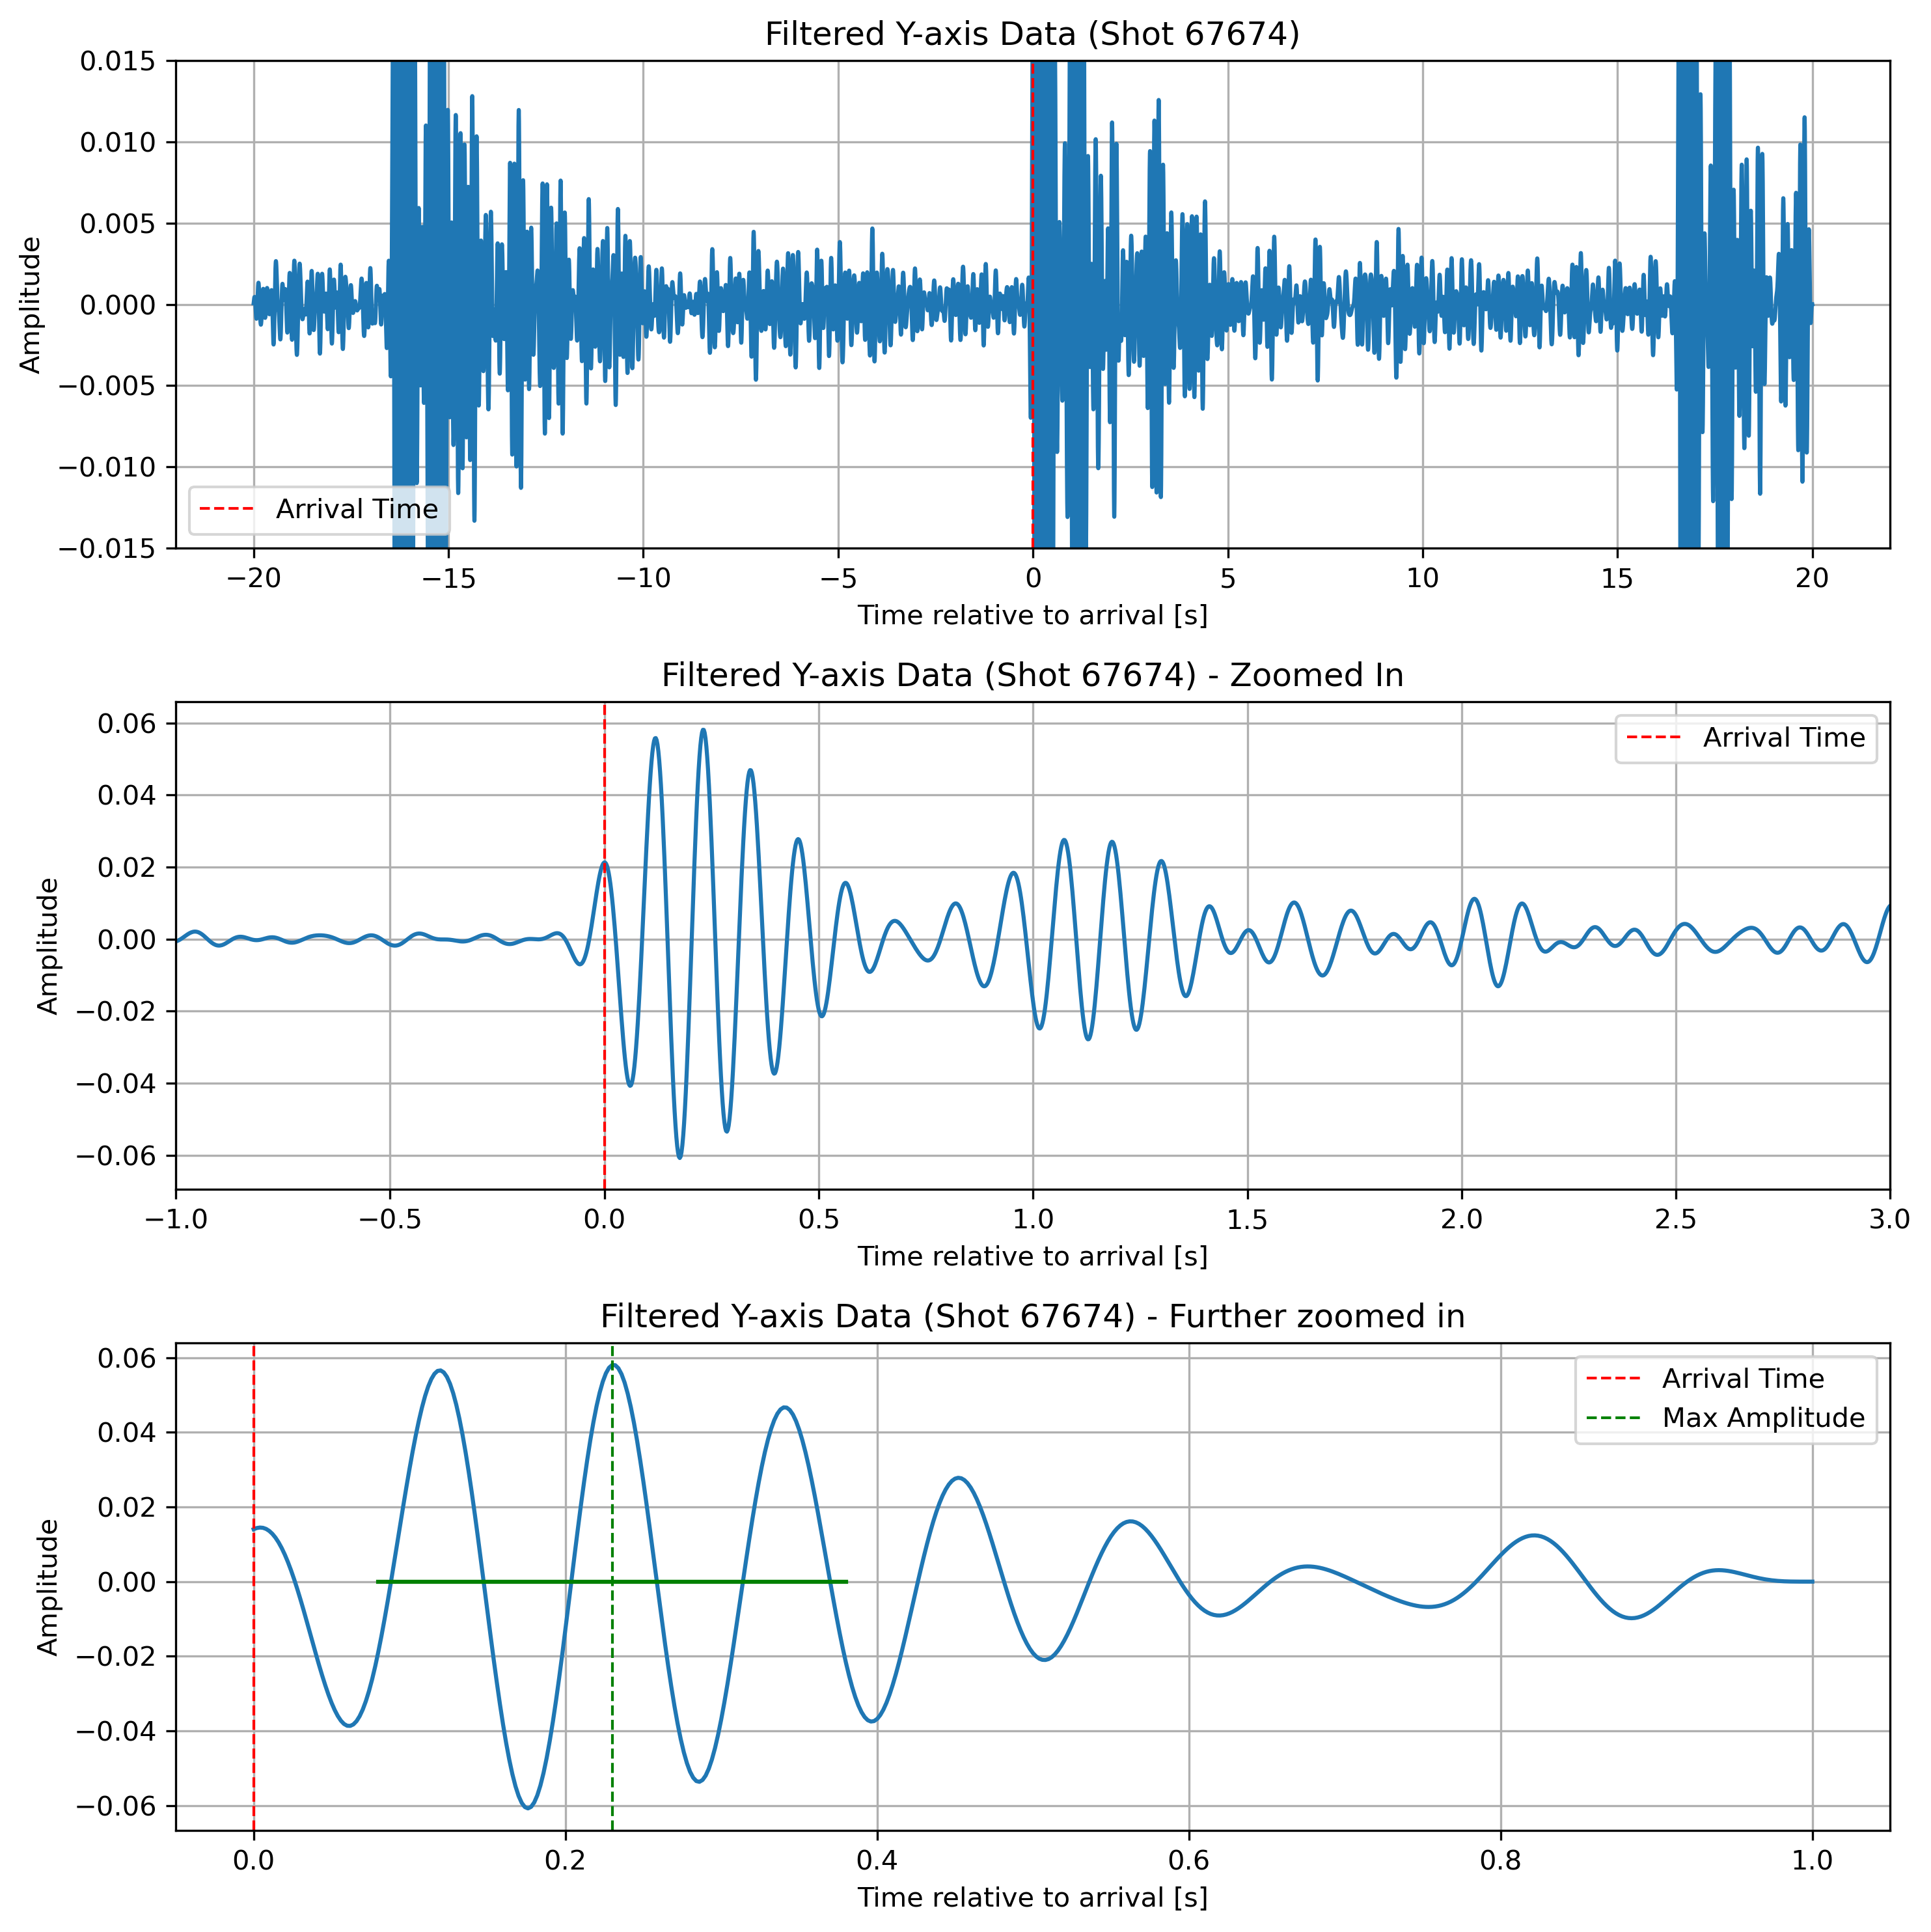 Filtered Y-axis Data (Shot 67674)
0.015
0.010
0.005
0.000
−0.005
−0.010
−0.015
Amplitude
Arrival Time
−20 −15 −10 −5 0 5 10 15 20
Time relative to arrival [s]
Filtered Y-axis Data (Shot 67674) - Zoomed In
0.06
0.04
0.02
0.00
−0.02
−0.04
−0.06
Amplitude
Arrival Time
−1.0 −0.5 0.0 0.5 1.0 1.5 2.0 2.5 3.0
Time relative to arrival [s]
Filtered Y-axis Data (Shot 67674) - Further zoomed in
0.06
0.04
0.02
0.00
−0.02
−0.04
−0.06
Amplitude
Arrival Time
Max Amplitude
0.0 0.2 0.4 0.6 0.8 1.0
Time relative to arrival [s]